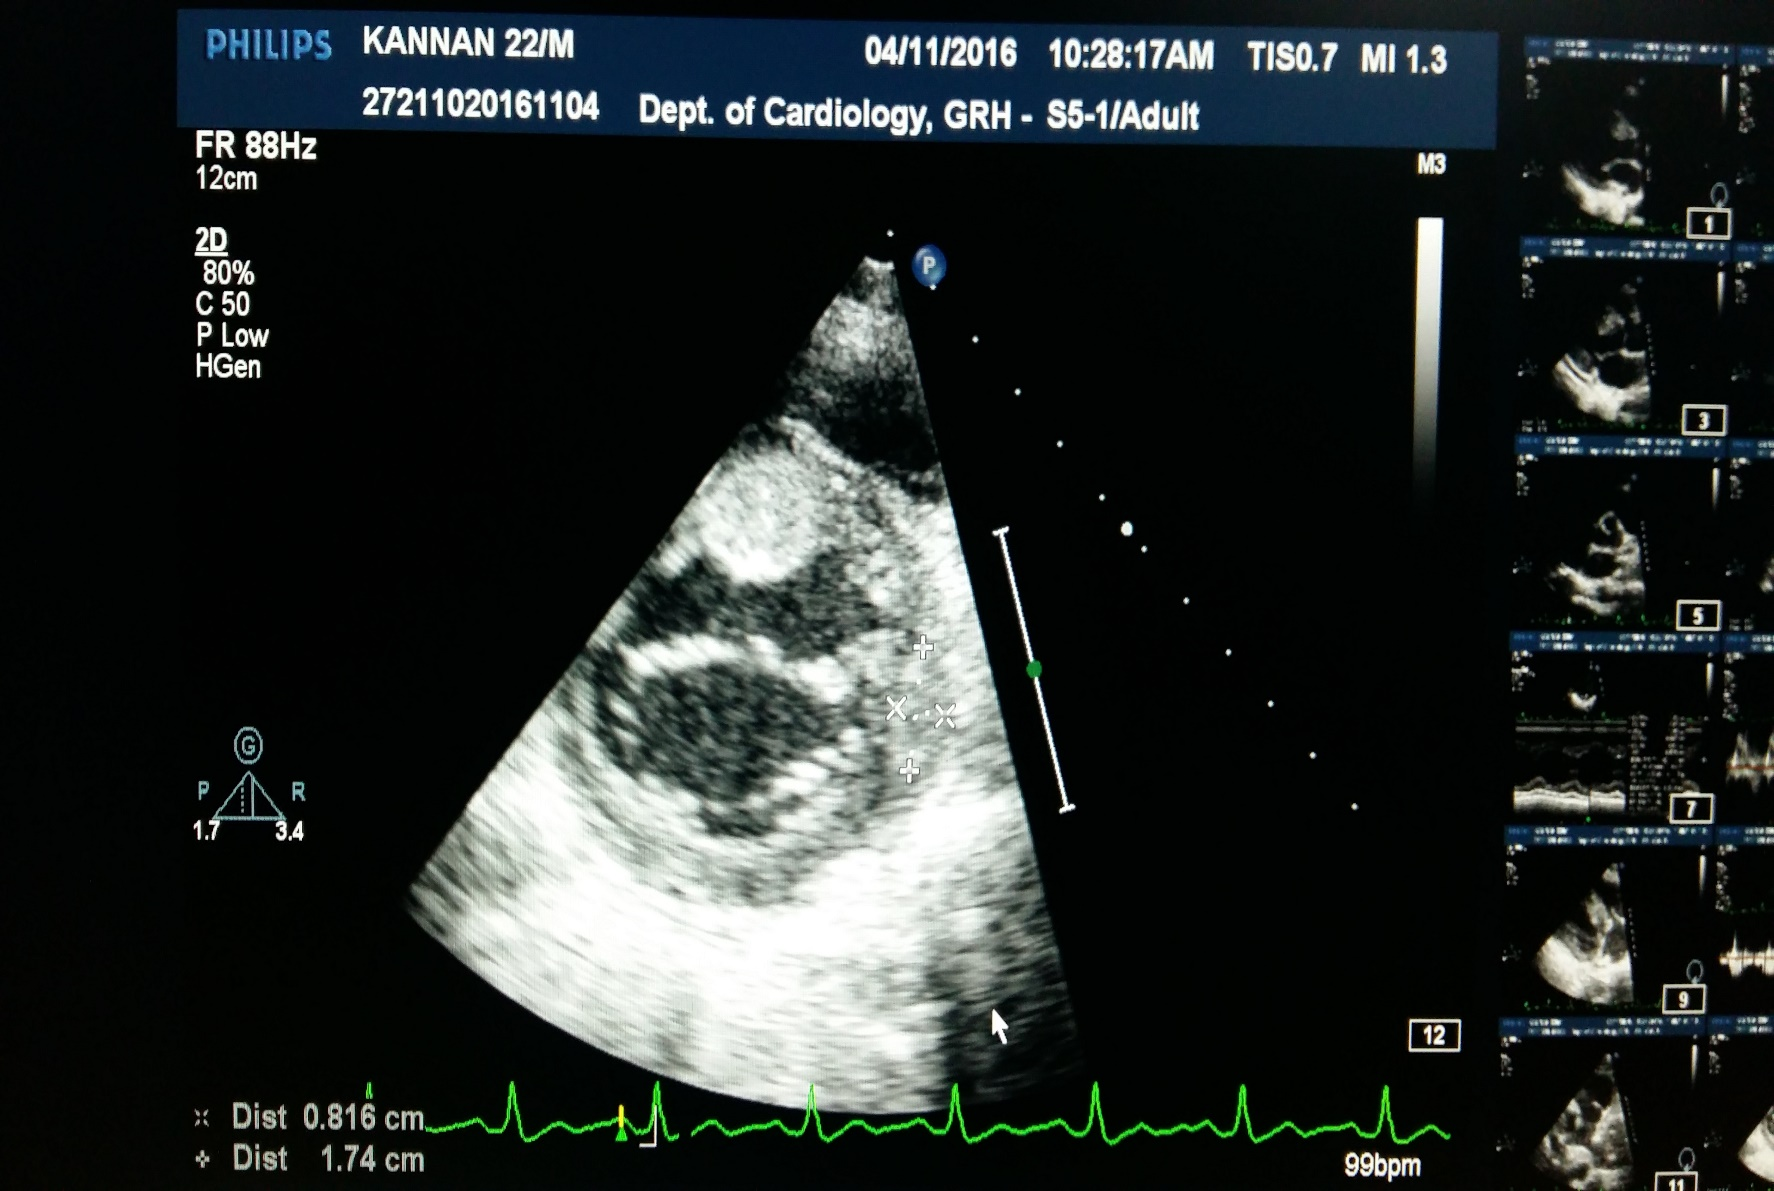 PHILIPS
KANNAN 22/M
04/11/2016 10:28:17AM TIS0.7 MI 1.3
27211020161104 Dept. of Cardiology, GRH - S5-1/Adult
FR 88Hz
12cm
M3
2D
80%
C 50
P Low
HGen
P
G
P R
1.7 3.4
1
3
5
7
9
11
12
Dist 0.816 cm
Dist 1.74 cm
99bpm